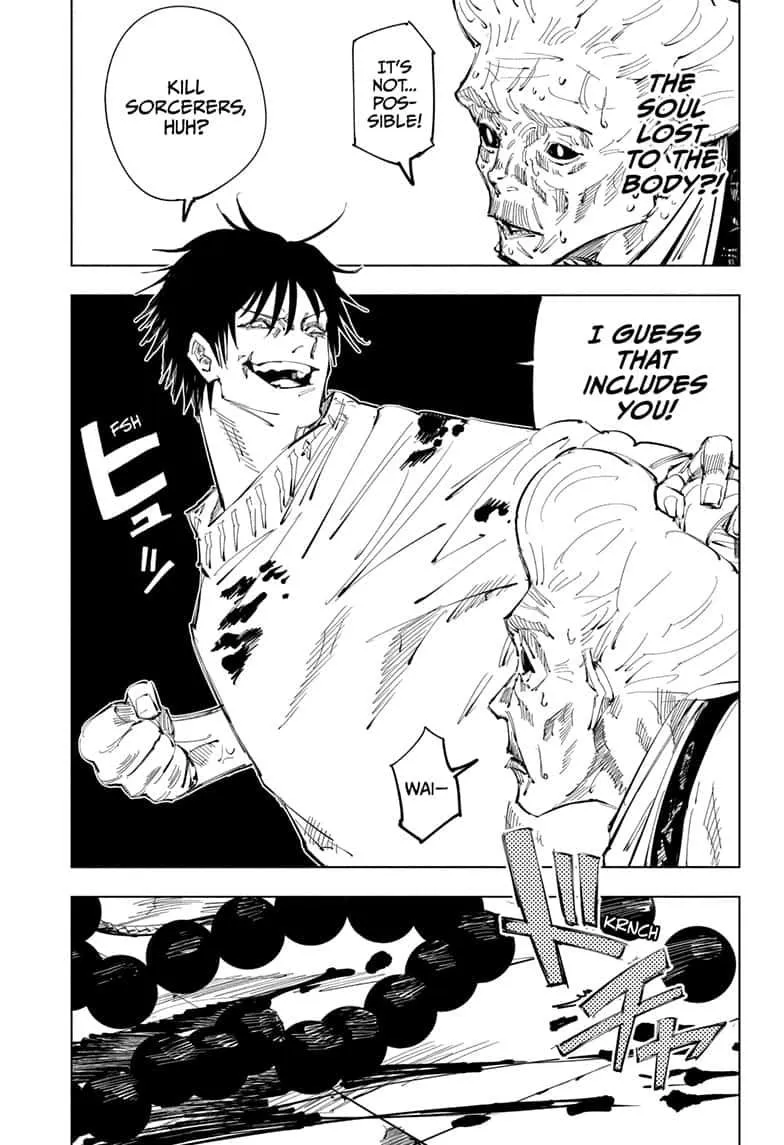 THE
SOUL
LOST
TO THE
BODY?!
IT'S
NOT...
POS-
SIBLE!
KILL
SORCERERS,
HUH?
I GUESS
THAT
INCLUDES
YOU!
FSH
ヒュッ
WAI–
KRNCH
ドチャ